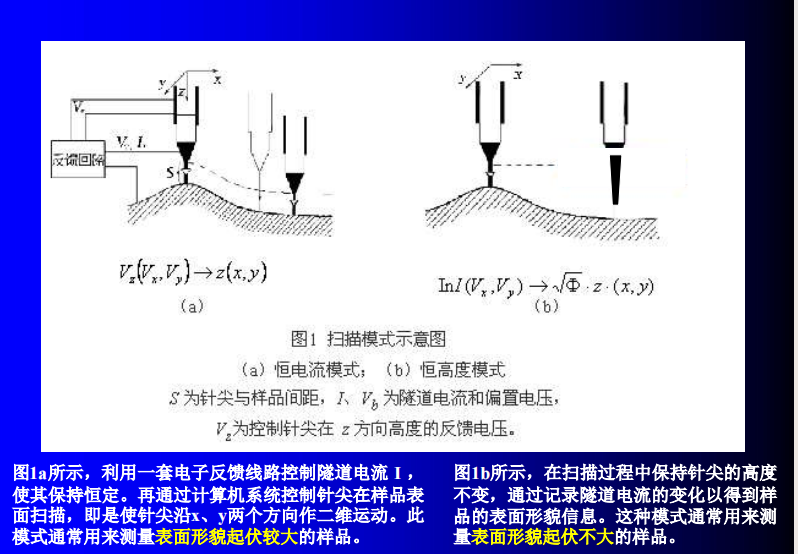 y x
z
V_z
V_b, I_t
反馈回路
S
y x
V_z(V_x,V_y)→z(x,y)
(a)
InI(V_x,V_y)→√Φ·z·(x,y)
(b)
图1 扫描模式示意图
(a)恒电流模式;(b)恒高度模式
S为针尖与样品间距,I、V_b为隧道电流和偏置电压,
V_z为控制针尖在 z 方向高度的反馈电压。
图1a所示,利用一套电子反馈线路控制隧道电流 I ,
使其保持恒定。再通过计算机系统控制针尖在样品表
面扫描,即是使针尖沿x、y两个方向作二维运动。此
模式通常用来测量表面形貌起伏较大的样品。
图1b所示,在扫描过程中保持针尖的高度
不变,通过记录隧道电流的变化以得到样
品的表面形貌信息。这种模式通常用来测
量表面形貌起伏不大的样品。